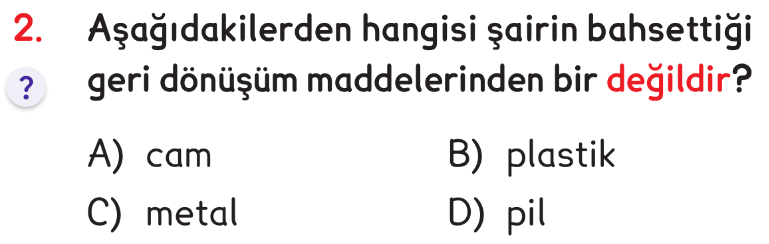 2. Aşağıdakilerden hangisi şairin bahsettiği
? geri dönüşüm maddelerinden bir değildir?
A) cam B) plastik
C) metal D) pil